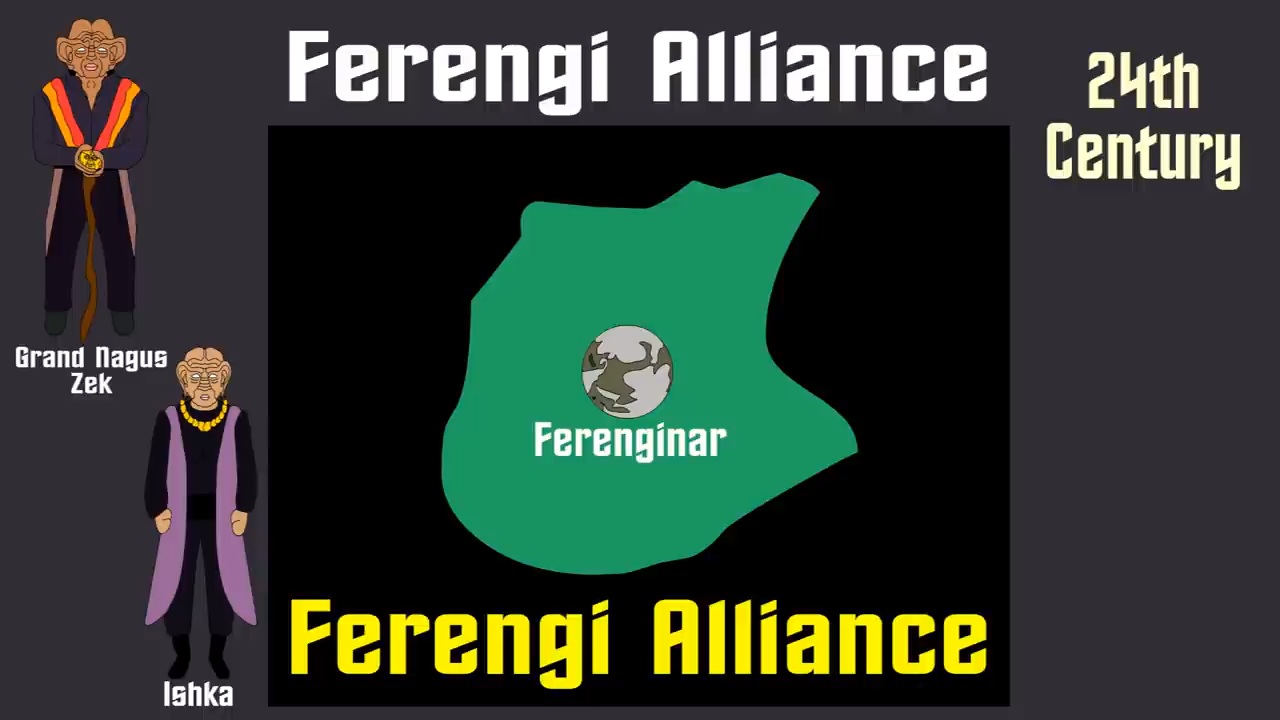 Ferengi Alliance
24th
Century
Grand Nagus
Zek
Ferenginar
Ferengi Alliance
Ishka